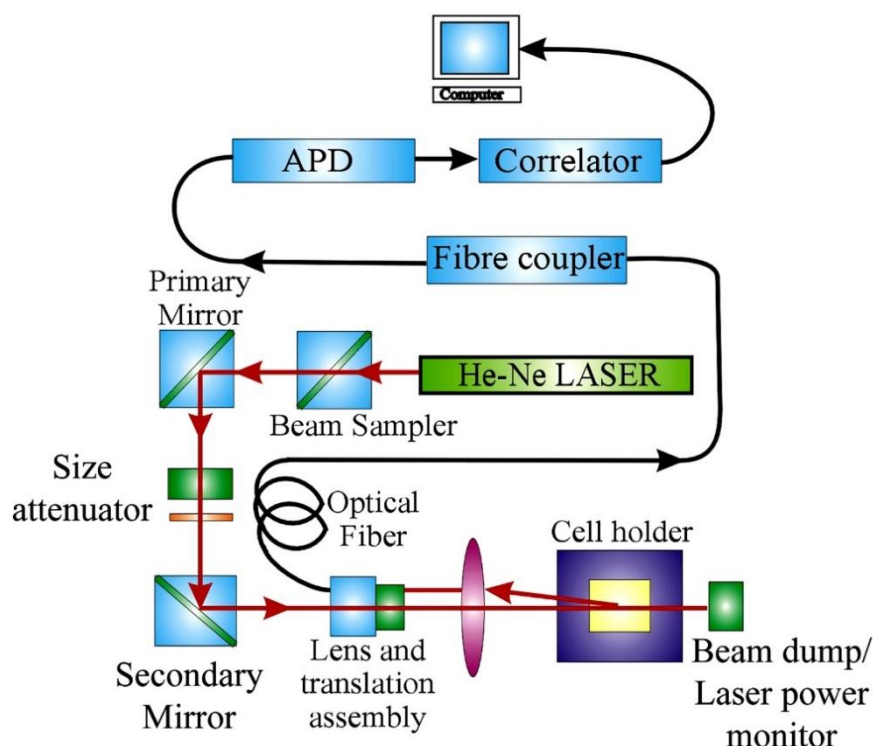 Computer
APD
Correlator
Fibre coupler
Primary
Mirror
He-Ne LASER
Beam Sampler
Size
attenuator
Optical
Fiber
Cell holder
Lens and
translation
assembly
Secondary
Mirror
Beam dump/
Laser power
monitor